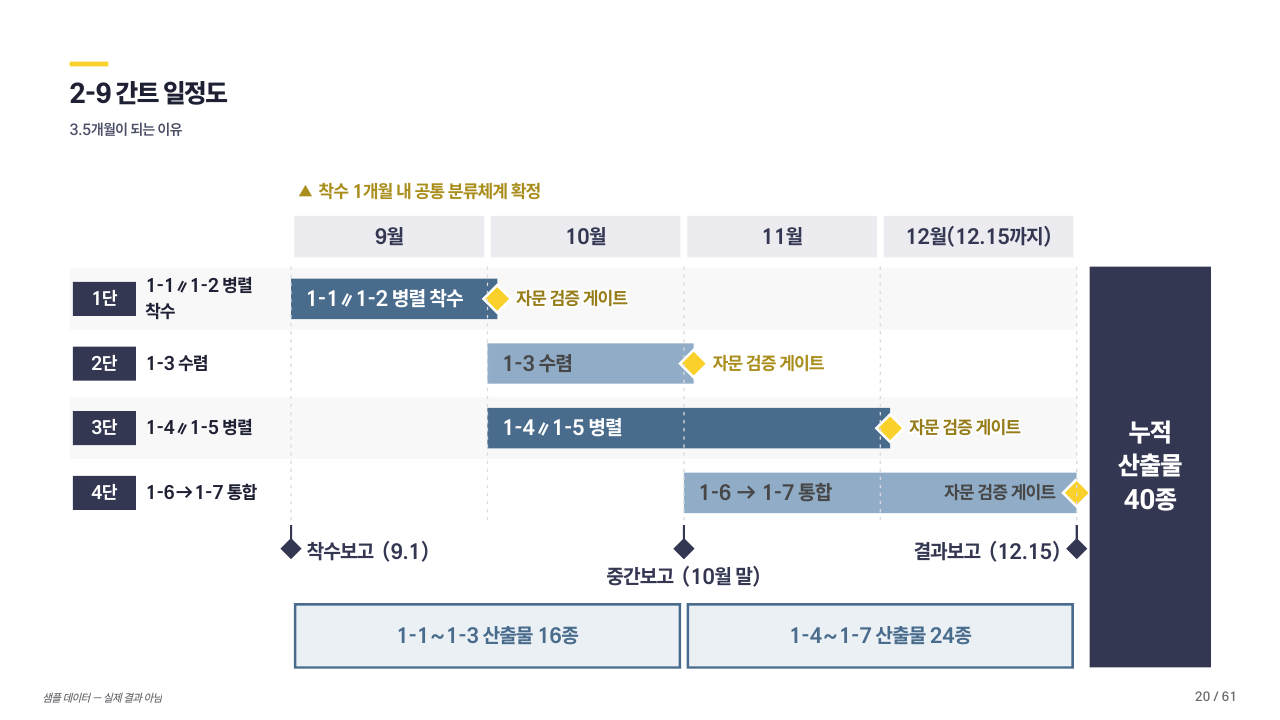 2-9 간트 일정도
3.5개월이 되는 이유
▲ 착수 1개월 내 공통 분류체계 확정
9월
10월
11월
12월(12.15까지)
1단
1-1⫽1-2 병렬
착수
1-1⫽1-2 병렬 착수
자문 검증 게이트
2단
1-3 수렴
1-3 수렴
자문 검증 게이트
3단
1-4⫽1-5 병렬
1-4⫽1-5 병렬
자문 검증 게이트
4단
1-6→1-7 통합
1-6 → 1-7 통합
자문 검증 게이트
누적
산출물
40종
착수보고 (9.1)
중간보고 (10월 말)
결과보고 (12.15)
1-1~1-3 산출물 16종
1-4~1-7 산출물 24종
샘플 데이터 — 실제 결과 아님
20 / 61